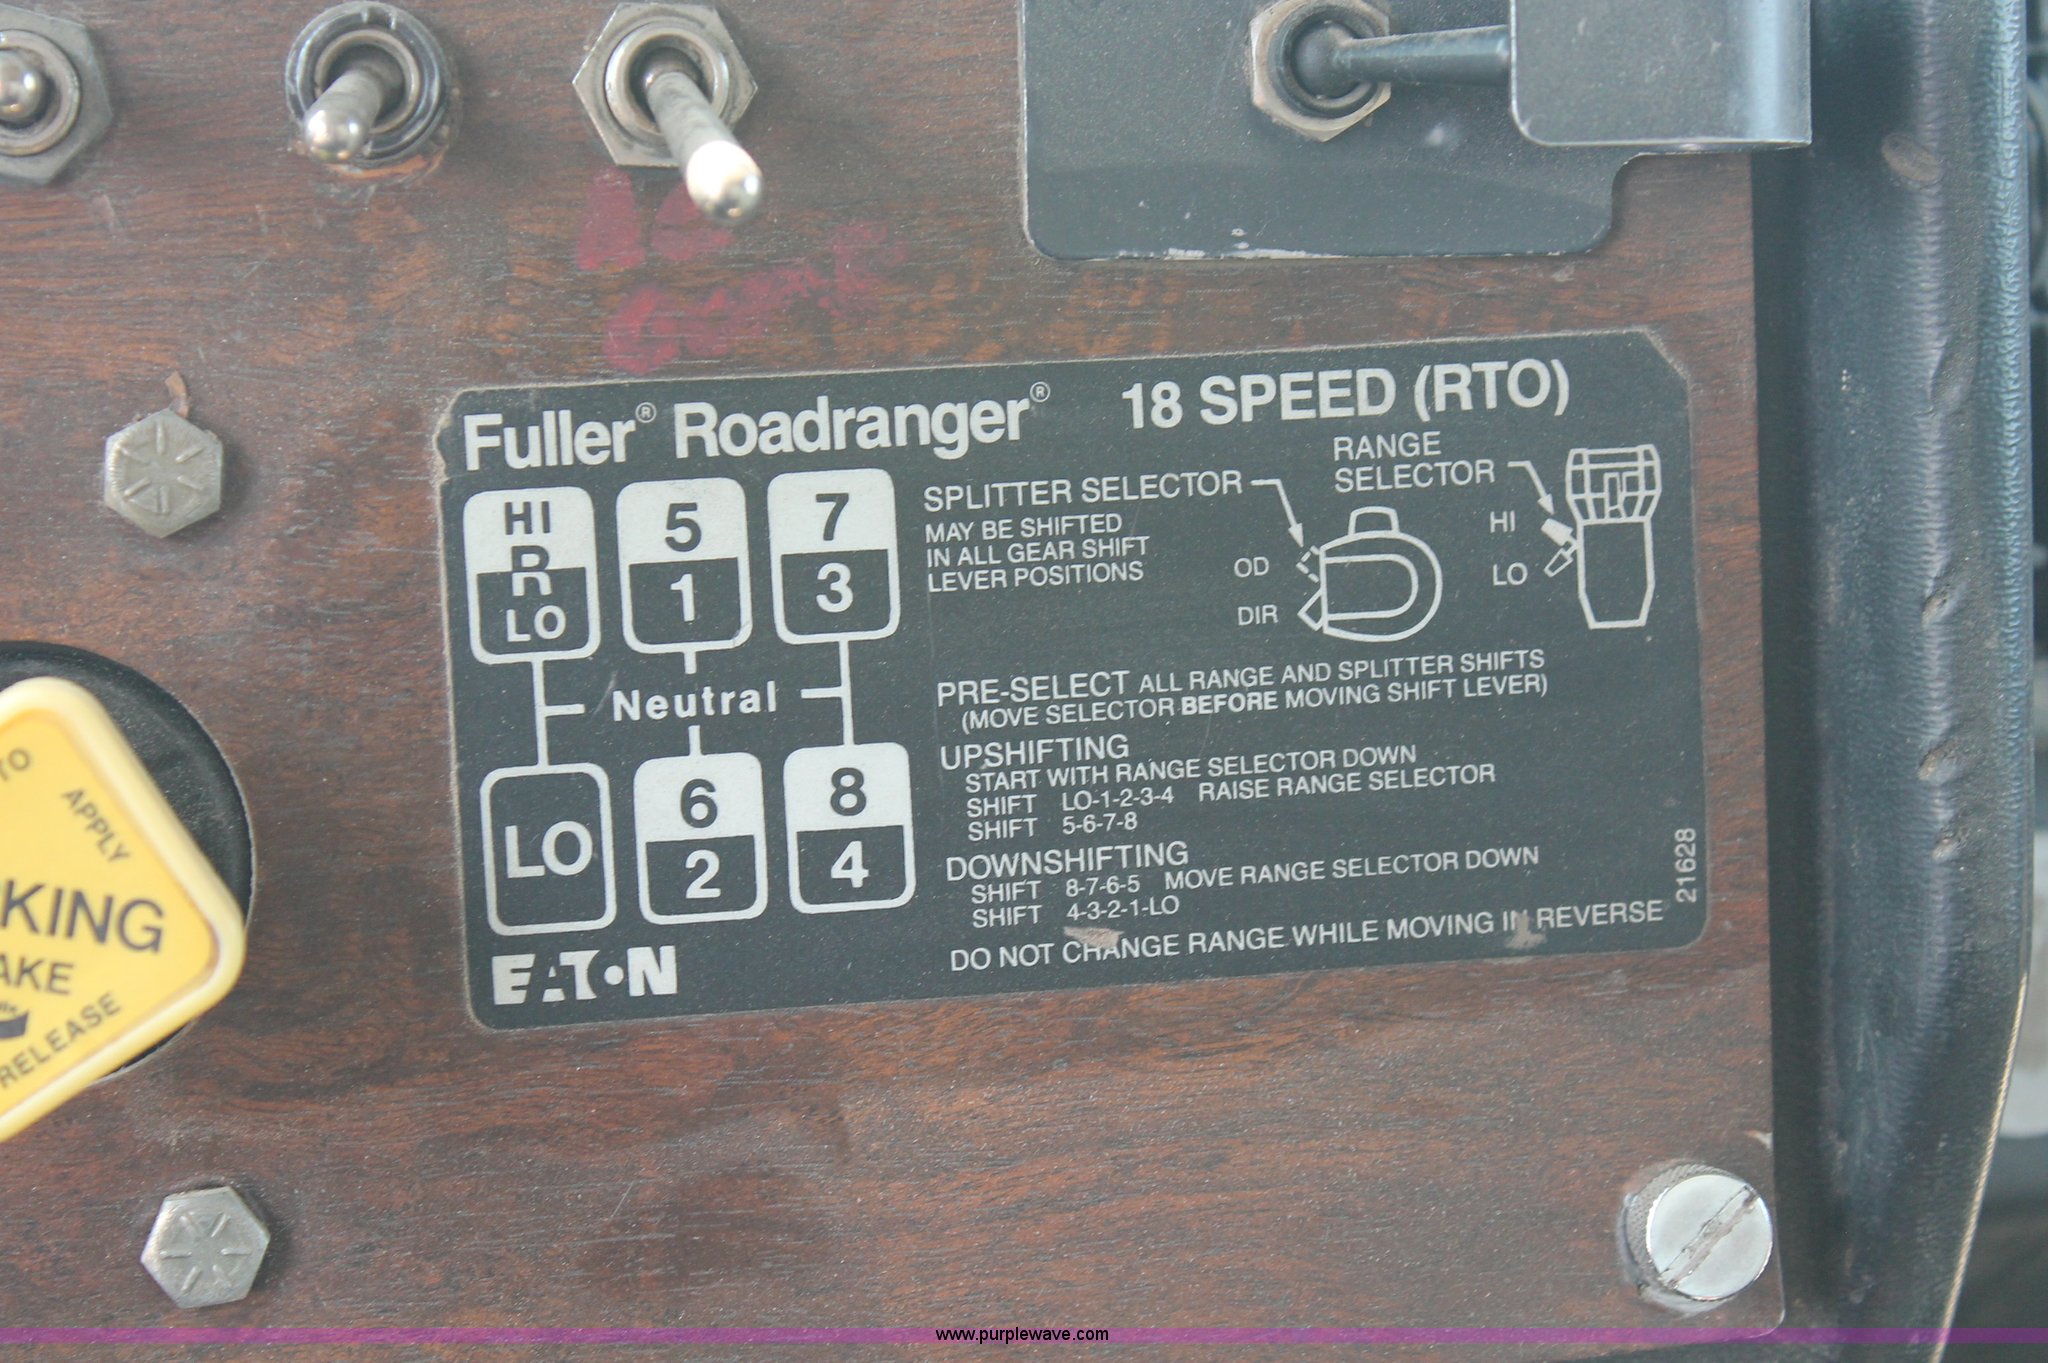 Fuller® Roadranger® 18 SPEED (RTO)
HI
R
LO
5
1
7
3
Neutral
LO
6
2
8
4
SPLITTER SELECTOR
MAY BE SHIFTED
IN ALL GEAR SHIFT
LEVER POSITIONS
OD
DIR
RANGE
SELECTOR
HI
LO
PRE-SELECT ALL RANGE AND SPLITTER SHIFTS
(MOVE SELECTOR BEFORE MOVING SHIFT LEVER)
UPSHIFTING
START WITH RANGE SELECTOR DOWN
SHIFT LO-1-2-3-4 RAISE RANGE SELECTOR
SHIFT 5-6-7-8
DOWNSHIFTING
SHIFT 8-7-6-5 MOVE RANGE SELECTOR DOWN
SHIFT 4-3-2-1-LO
DO NOT CHANGE RANGE WHILE MOVING IN REVERSE
21628
EATON
TO
APPLY
KING
AKE
RELEASE
www.purplewave.com